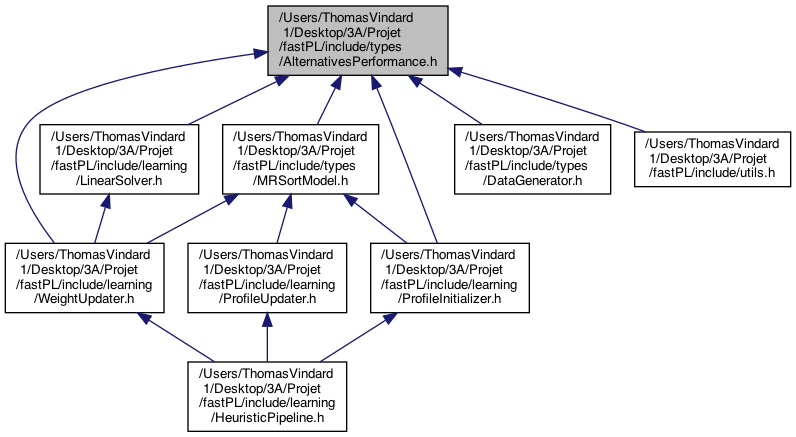 /Users/ThomasVindard
1/Desktop/3A/Projet
/fastPL/include/types
/AlternativesPerformance.h
/Users/ThomasVindard
1/Desktop/3A/Projet
/fastPL/include/learning
/LinearSolver.h
/Users/ThomasVindard
1/Desktop/3A/Projet
/fastPL/include/types
/MRSortModel.h
/Users/ThomasVindard
1/Desktop/3A/Projet
/fastPL/include/types
/DataGenerator.h
/Users/ThomasVindard
1/Desktop/3A/Projet
/fastPL/include/utils.h
/Users/ThomasVindard
1/Desktop/3A/Projet
/fastPL/include/learning
/WeightUpdater.h
/Users/ThomasVindard
1/Desktop/3A/Projet
/fastPL/include/learning
/ProfileUpdater.h
/Users/ThomasVindard
1/Desktop/3A/Projet
/fastPL/include/learning
/ProfileInitializer.h
/Users/ThomasVindard
1/Desktop/3A/Projet
/fastPL/include/learning
/HeuristicPipeline.h